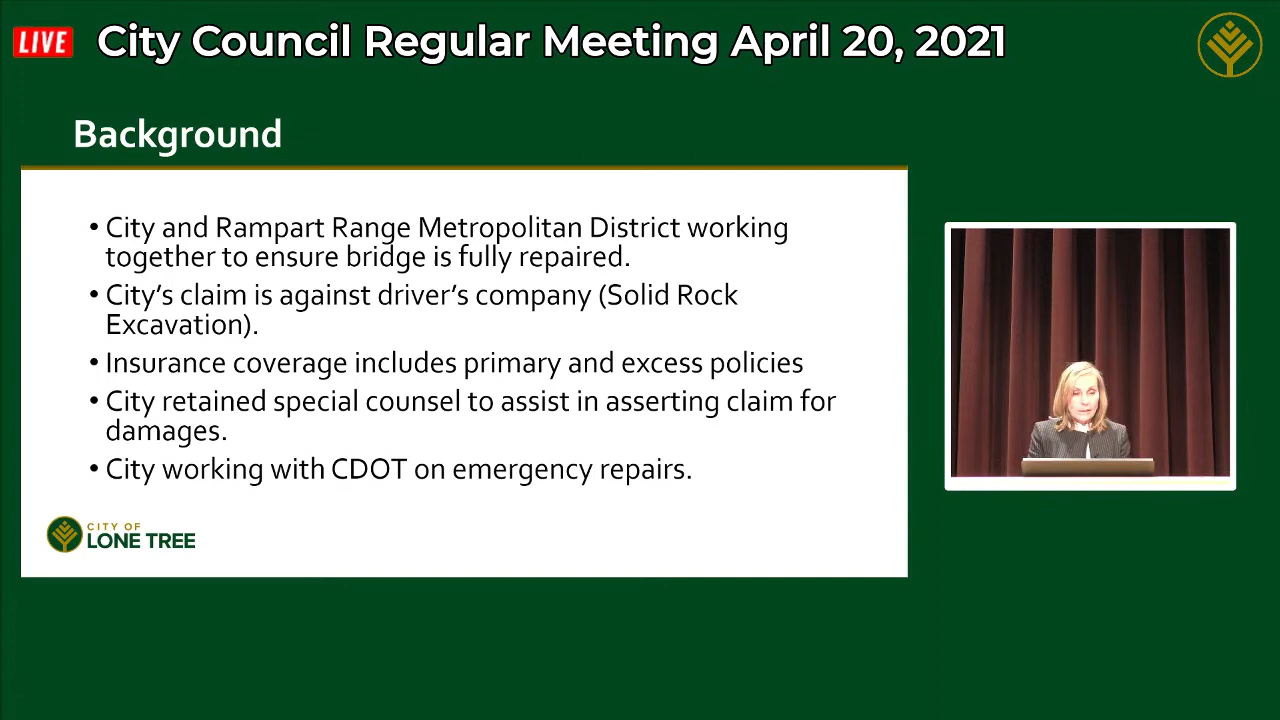 LIVE City Council Regular Meeting April 20, 2021
Background
• City and Rampart Range Metropolitan District working
together to ensure bridge is fully repaired.
• City’s claim is against driver’s company (Solid Rock
Excavation).
• Insurance coverage includes primary and excess policies
• City retained special counsel to assist in asserting claim for
damages.
• City working with CDOT on emergency repairs.
CITY OF
LONE TREE